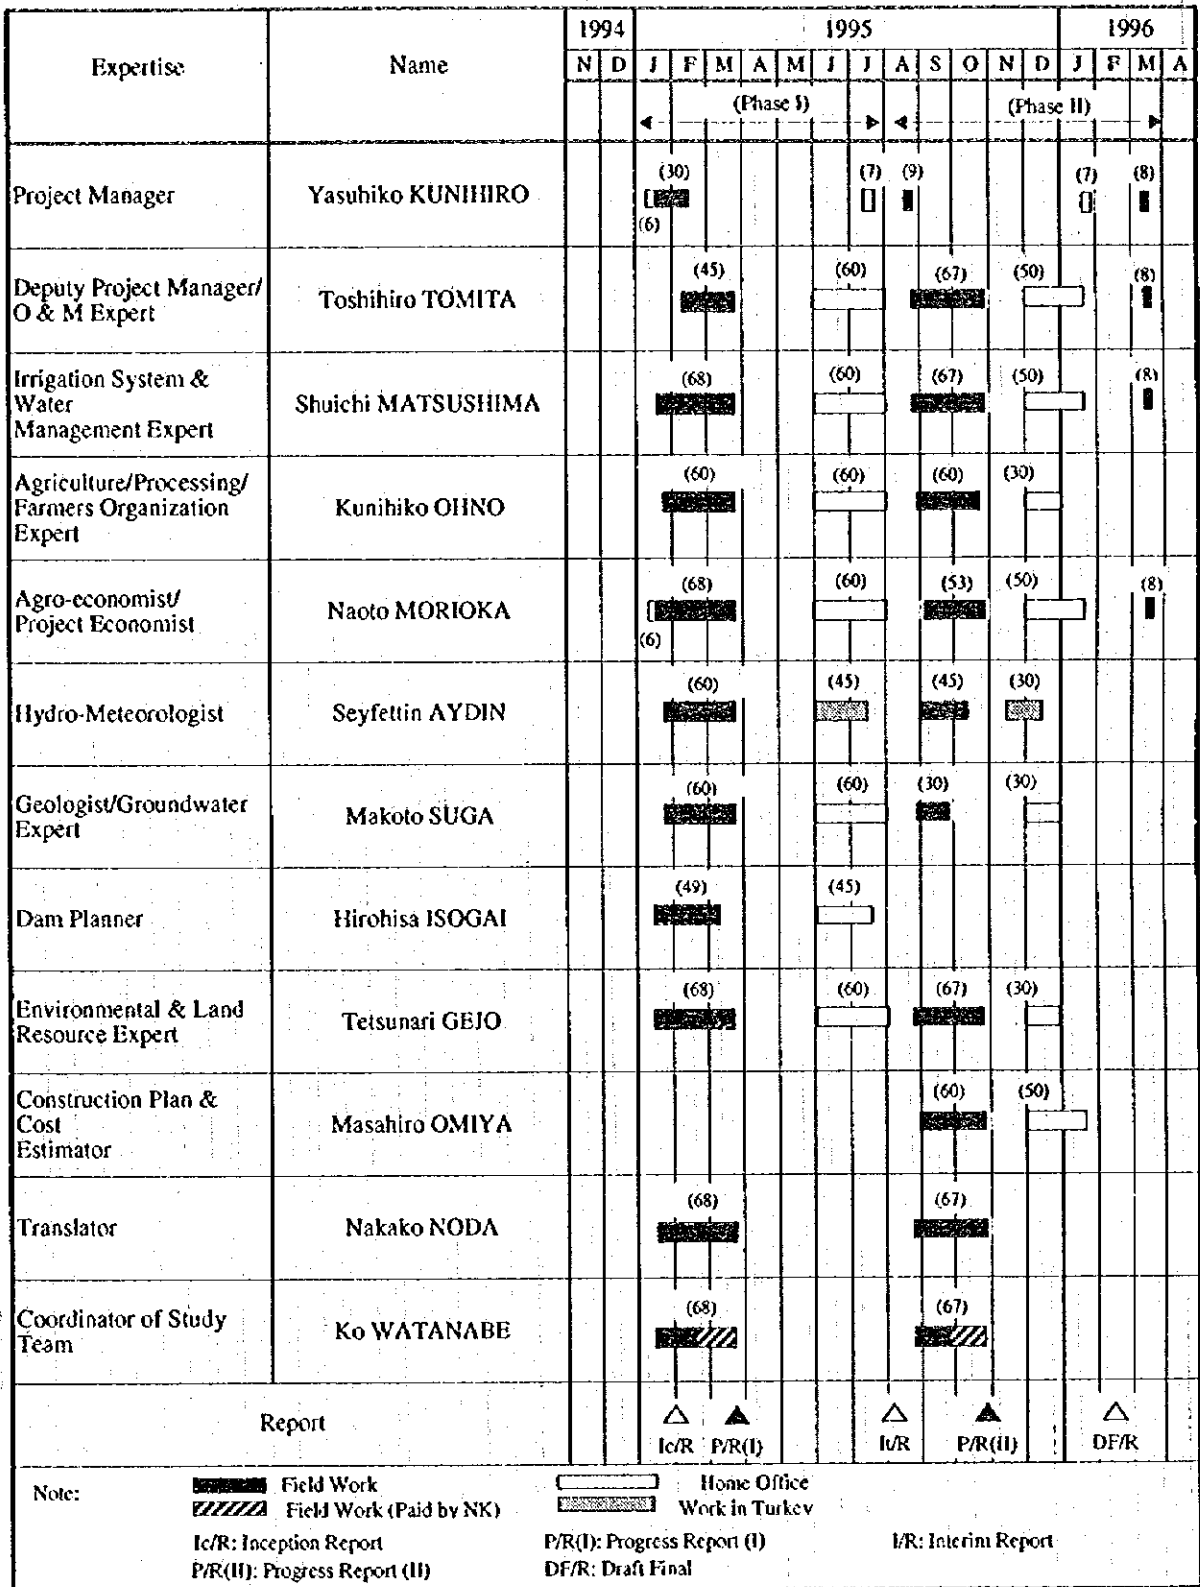 Expertise Name 1994 1995 1996
N D J F M A M J J A S O N D J F M A
(Phase I) (Phase II)
(30) (7) (9) (7) (8)
Project Manager Yasuhiko KUNIHIRO
(6)
(45) (60) (67) (50) (8)
Deputy Project Manager/
O & M Expert
Toshihiro TOMITA
(68) (60) (67) (50) (8)
Irrigation System &
Water
Management Expert
Shuichi MATSUSHIMA
(60) (60) (60) (30)
Agriculture/Processing/
Farmers Organization
Expert
Kunihiko OHNO
(68) (60) (53) (50) (8)
Agro-economist/
Project Economist
Naoto MORIOKA
(6)
(60) (45) (45) (30)
Hydro-Meteorologist Seyfettin AYDIN
(60) (60) (30) (30)
Geologist/Groundwater
Expert
Makoto SUGA
(49) (45)
Dam Planner Hirohisa ISOGAI
(68) (60) (67) (30)
Environmental & Land
Resource Expert
Tetsunari GEJO
(60) (50)
Construction Plan &
Cost
Estimator
Masahiro OMIYA
(68) (67)
Translator Nakako NODA
(68) (67)
Coordinator of Study
Team
Ko WATANABE
Report
Ic/R P/R(I) It/R P/R(II) DF/R
Note: Field Work Home Office
Field Work (Paid by NK) Work in Turkey
Ic/R: Inception Report P/R(I): Progress Report (I) I/R: Interim Report
P/R(II): Progress Report (II) DF/R: Draft Final